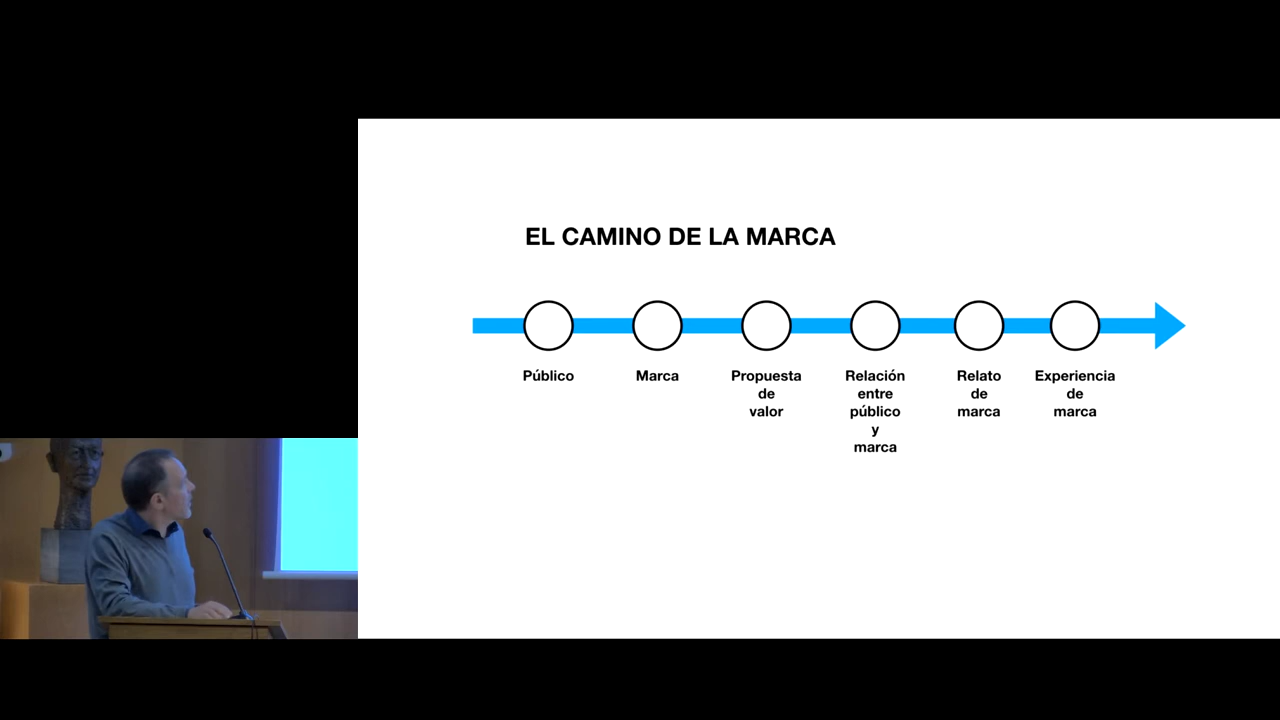 EL CAMINO DE LA MARCA
Público
Marca
Propuesta
de
valor
Relación
entre
público
y
marca
Relato
de
marca
Experiencia
de
marca